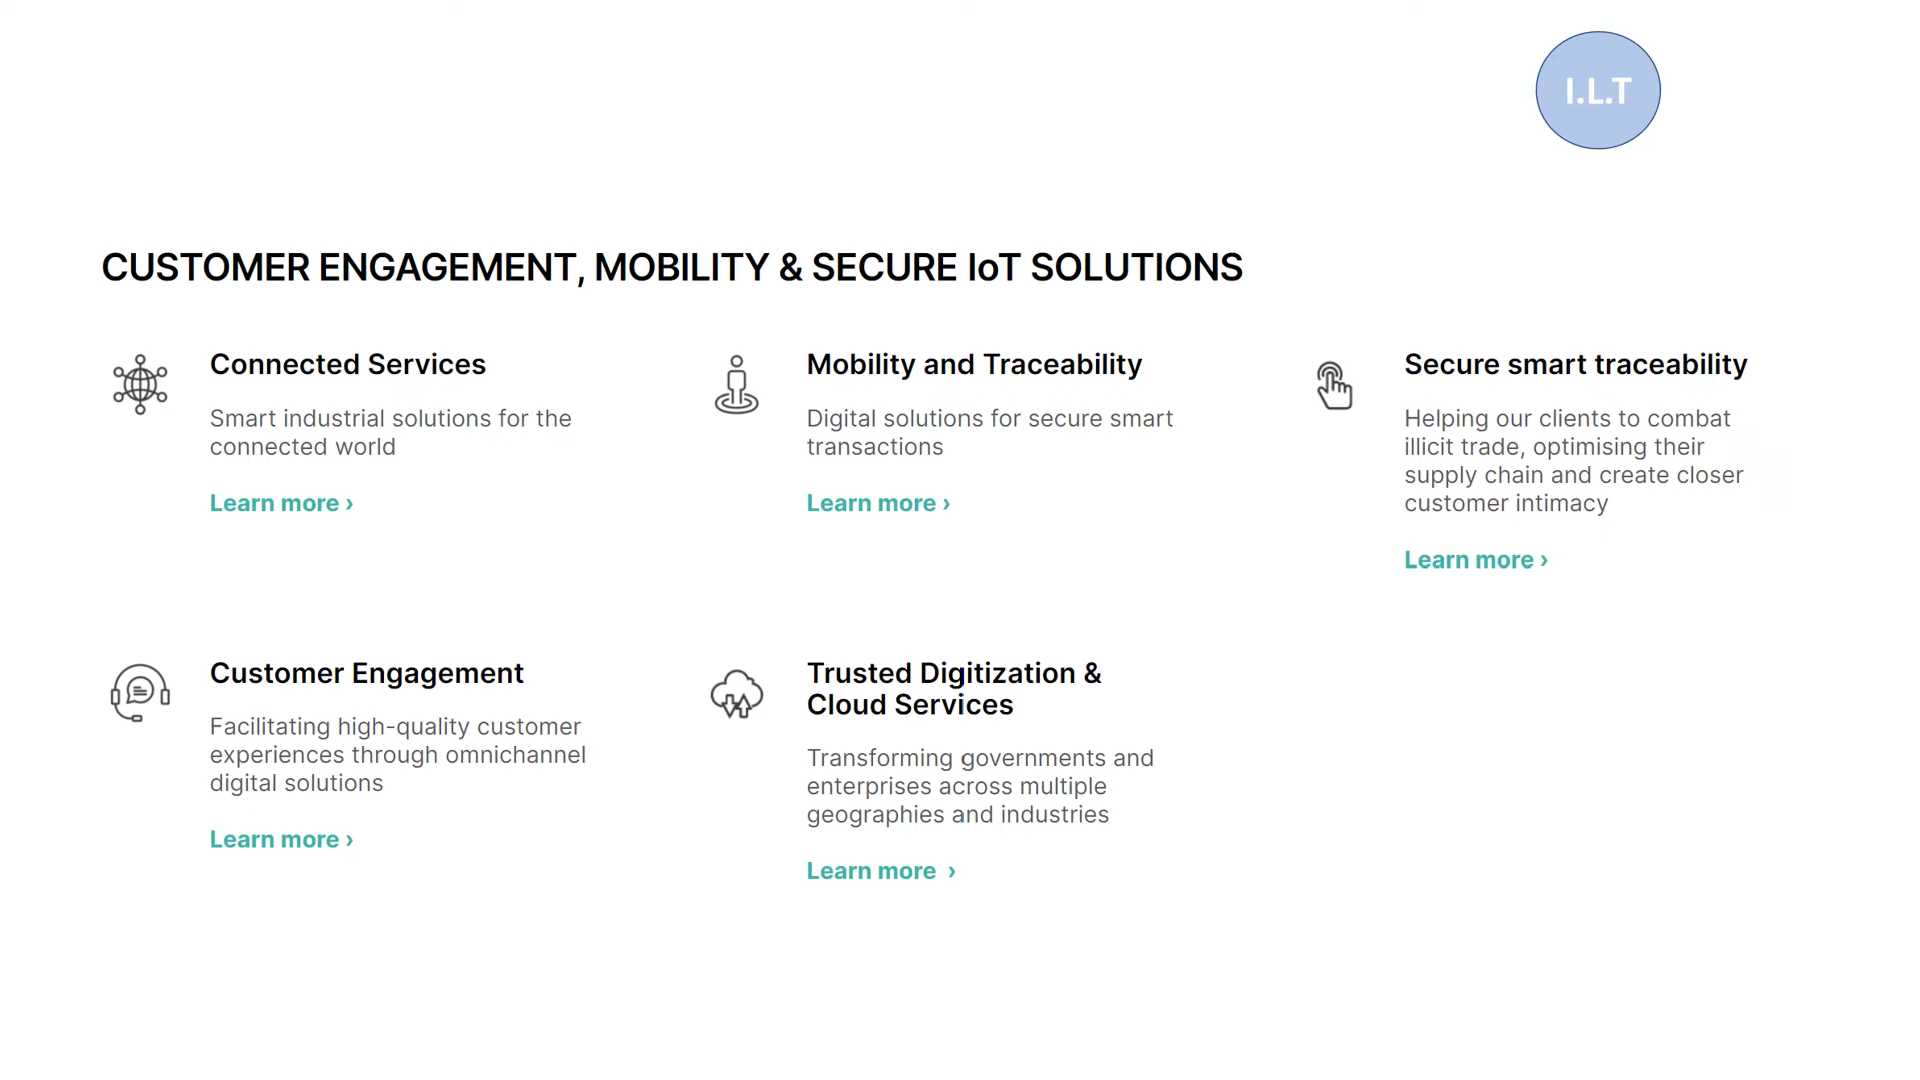 I.L.T
CUSTOMER ENGAGEMENT, MOBILITY & SECURE IoT SOLUTIONS
Connected Services
Smart industrial solutions for the
connected world
Learn more ›
Mobility and Traceability
Digital solutions for secure smart
transactions
Learn more ›
Secure smart traceability
Helping our clients to combat
illicit trade, optimising their
supply chain and create closer
customer intimacy
Learn more ›
Customer Engagement
Facilitating high-quality customer
experiences through omnichannel
digital solutions
Learn more ›
Trusted Digitization &
Cloud Services
Transforming governments and
enterprises across multiple
geographies and industries
Learn more ›